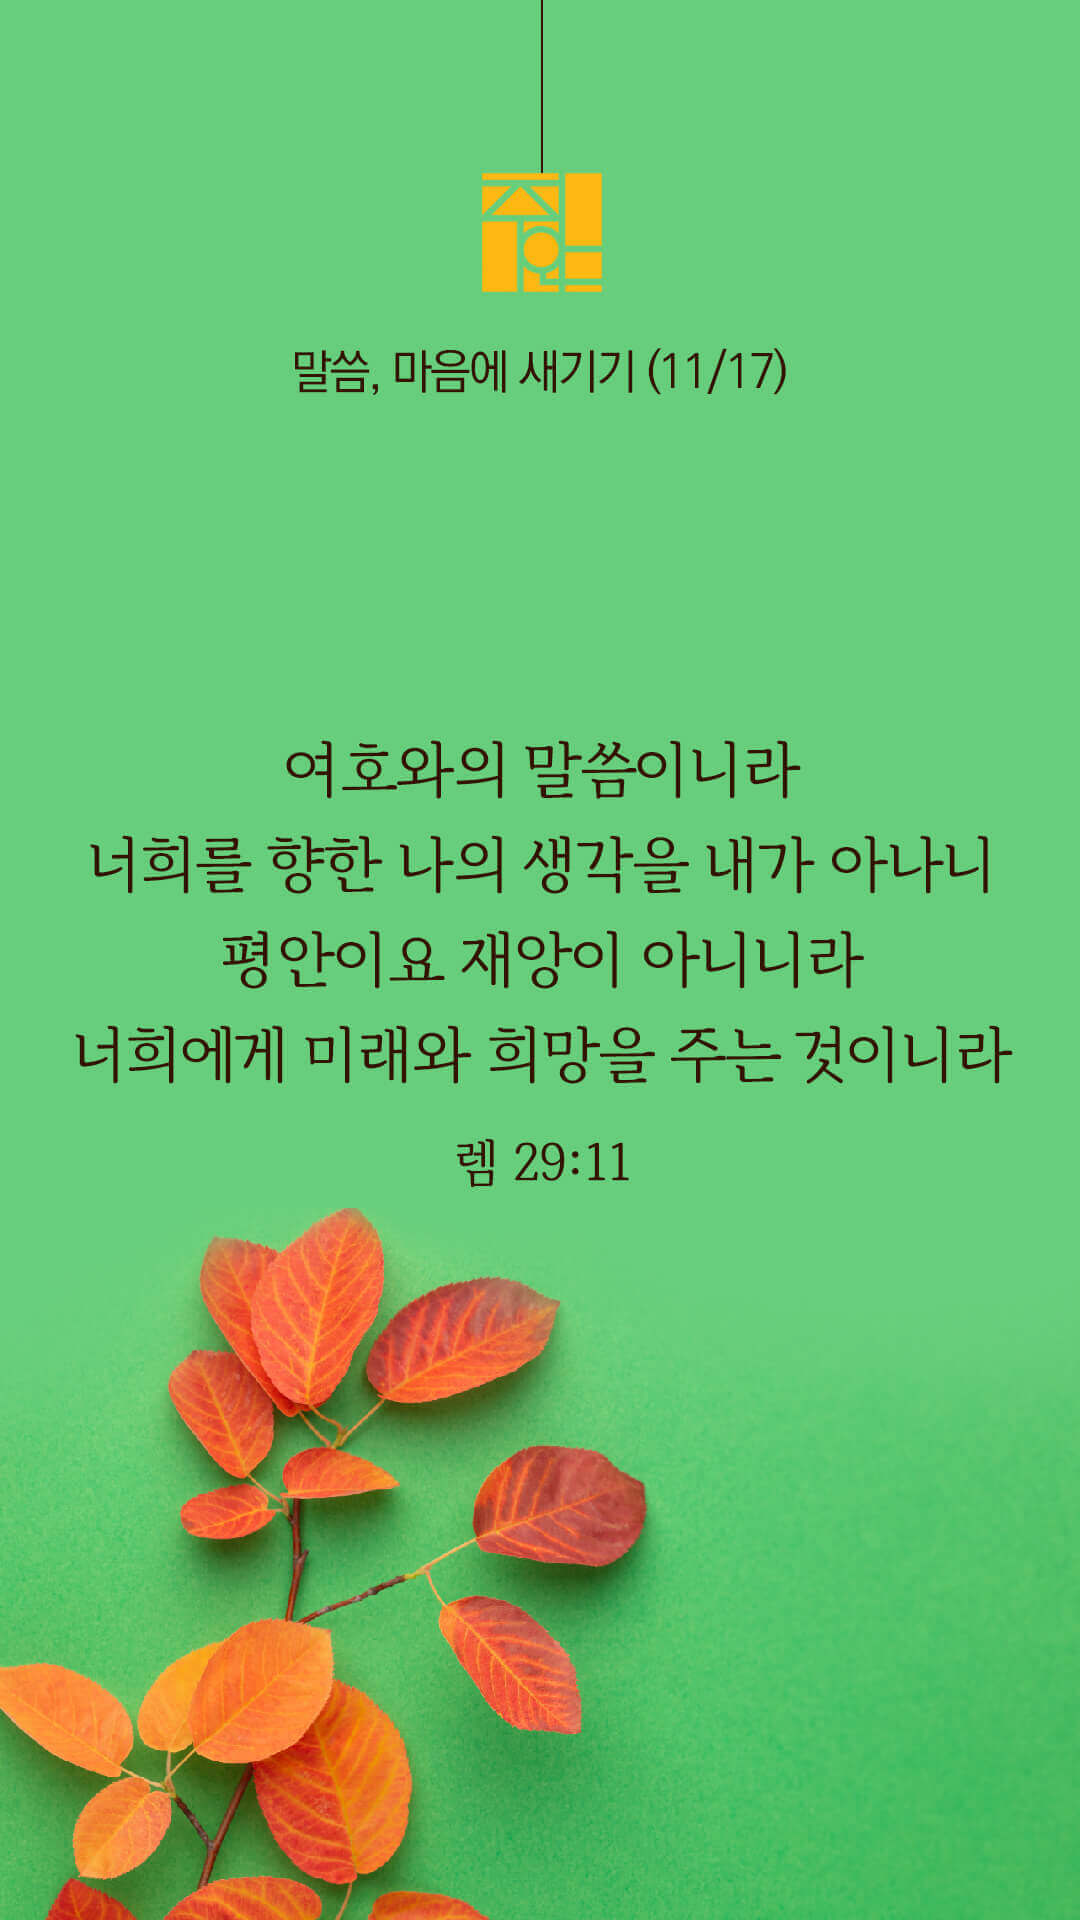 말씀, 마음에 새기기 (11/17)
여호와의 말씀이니라
너희를 향한 나의 생각을 내가 아나니
평안이요 재앙이 아니니라
너희에게 미래와 희망을 주는 것이니라
렘 29:11